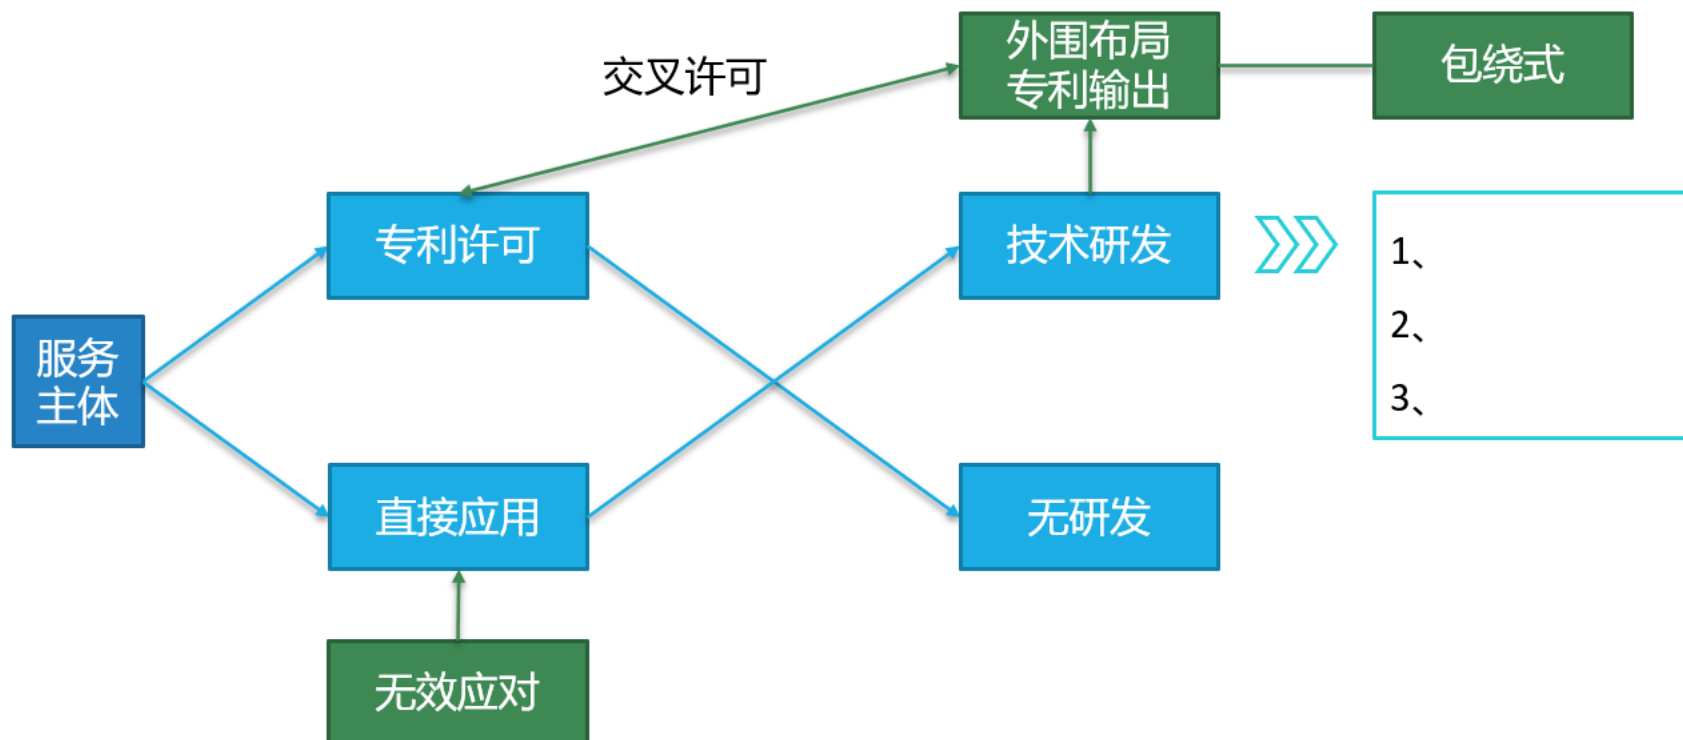 外围布局
专利输出
包绕式
交叉许可
专利许可
技术研发
1、
2、
3、
服务
主体
直接应用
无研发
无效应对